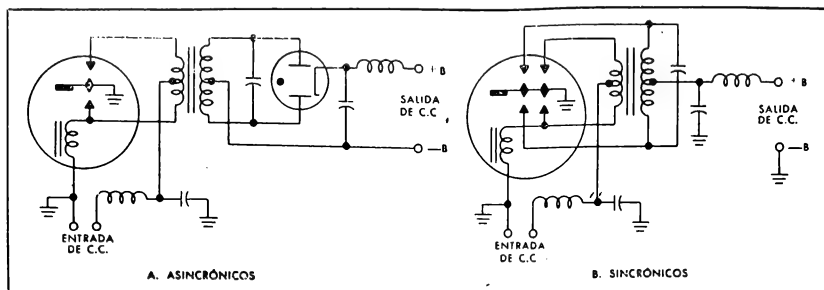 +B
SALIDA
DE C.C.
—B
ENTRADA
DE C.C.
A. ASINCRÓNICOS
+B
SALIDA
DE C.C.
—B
ENTRADA
DE C.C.
B. SINCRÓNICOS